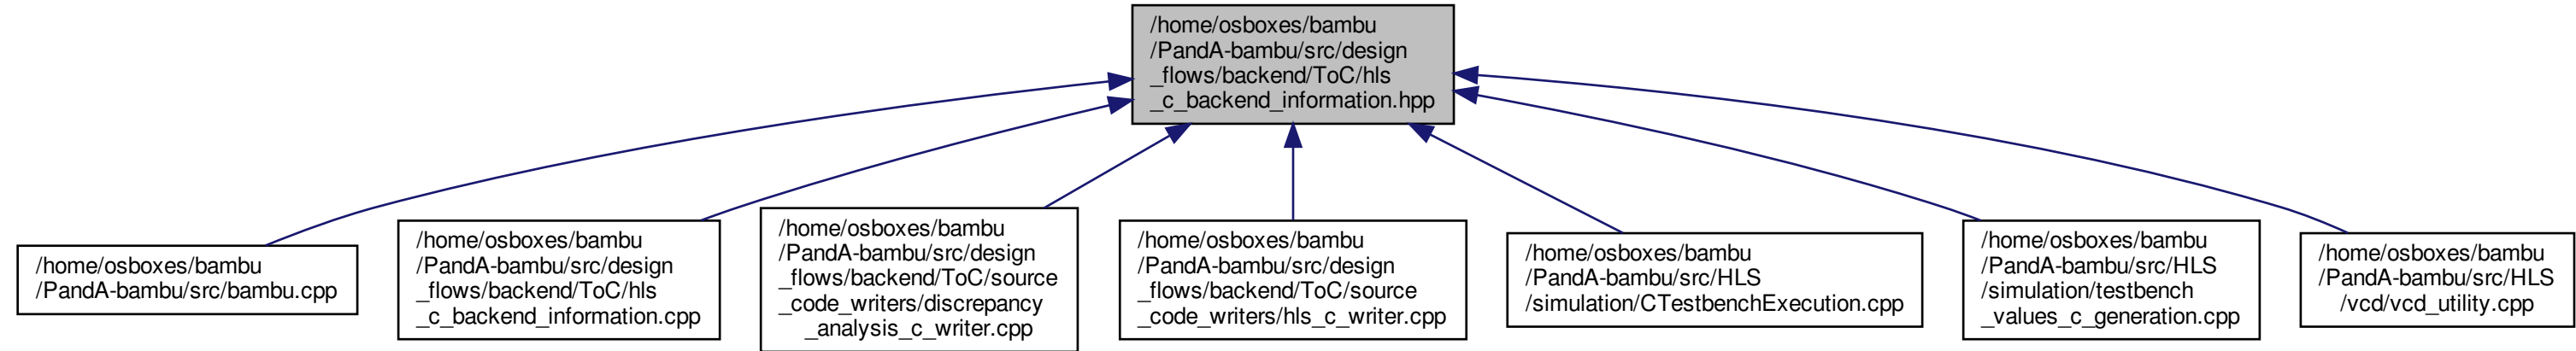 /home/osboxes/bambu
/PandA-bambu/src/design
_flows/backend/ToC/hls
_c_backend_information.hpp
/home/osboxes/bambu
/PandA-bambu/src/bambu.cpp
/home/osboxes/bambu
/PandA-bambu/src/design
_flows/backend/ToC/hls
_c_backend_information.cpp
/home/osboxes/bambu
/PandA-bambu/src/design
_flows/backend/ToC/source
_code_writers/discrepancy
_analysis_c_writer.cpp
/home/osboxes/bambu
/PandA-bambu/src/design
_flows/backend/ToC/source
_code_writers/hls_c_writer.cpp
/home/osboxes/bambu
/PandA-bambu/src/HLS
/simulation/CTestbenchExecution.cpp
/home/osboxes/bambu
/PandA-bambu/src/HLS
/simulation/testbench
_values_c_generation.cpp
/home/osboxes/bambu
/PandA-bambu/src/HLS
/vcd/vcd_utility.cpp